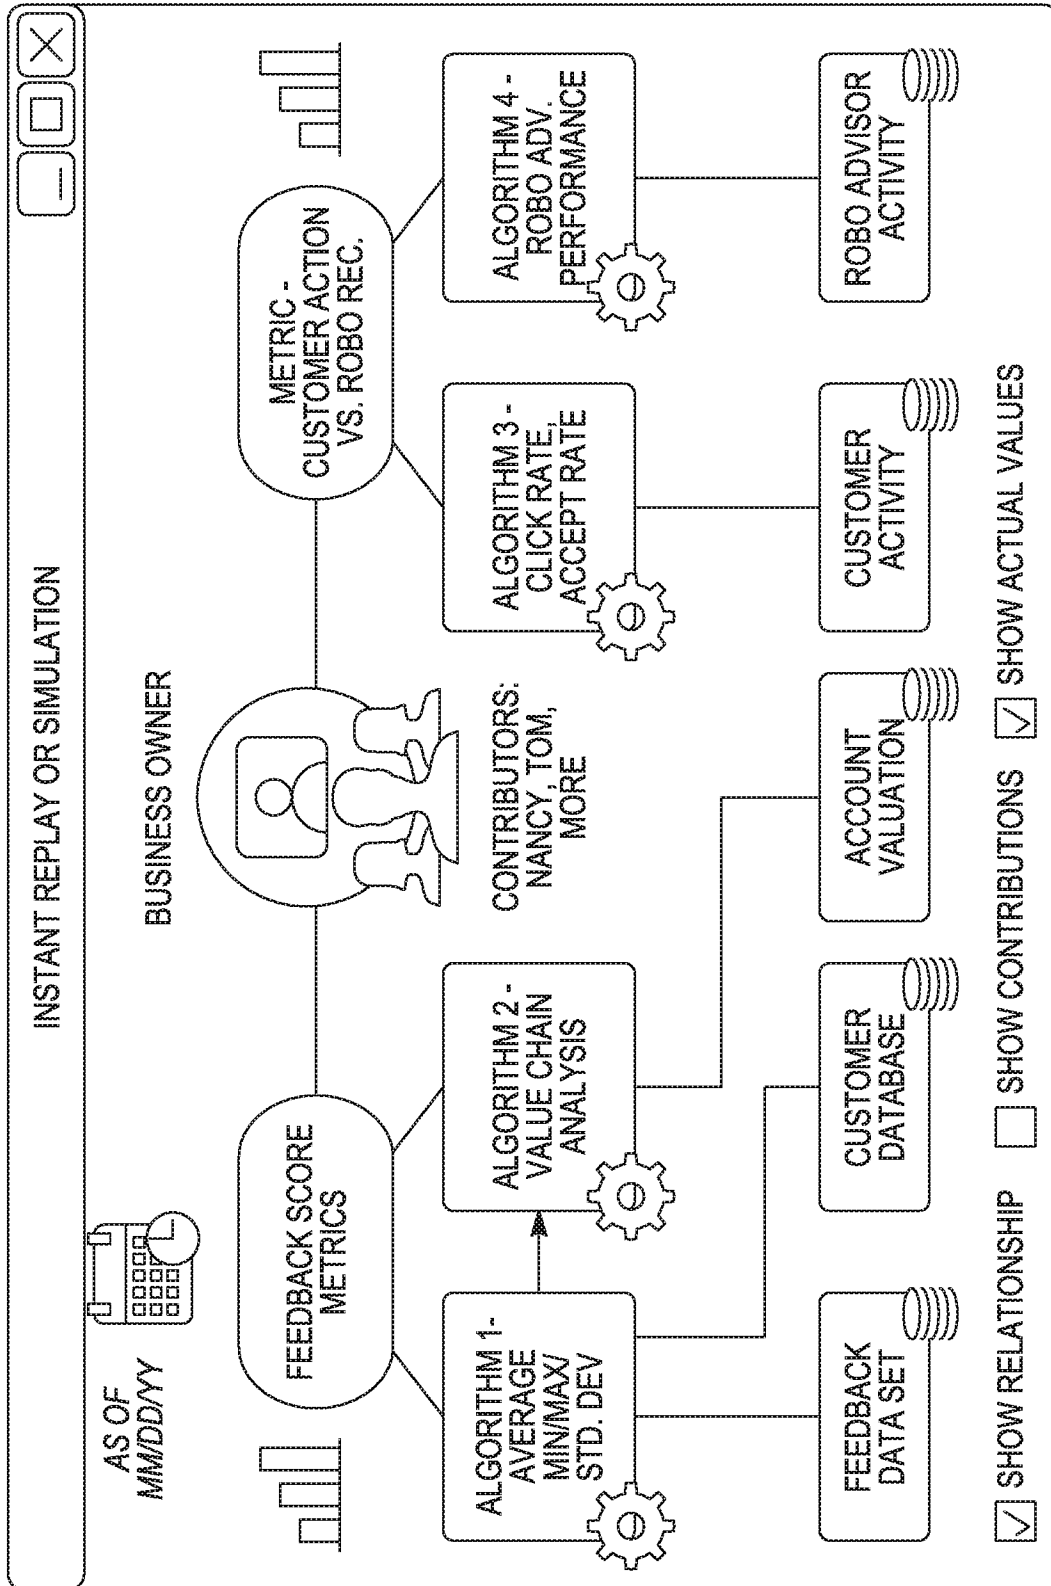 INSTANT REPLAY OR SIMULATION
AS OF
MM/DD/YY
BUSINESS OWNER
FEEDBACK SCORE
METRICS
METRIC -
CUSTOMER ACTION
VS. ROBO REC.
CONTRIBUTORS:
NANCY, TOM,
MORE
ALGORITHM 1-
AVERAGE
MIN/MAX/
STD. DEV
ALGORITHM 2 -
VALUE CHAIN
ANALYSIS
ALGORITHM 3 -
CLICK RATE,
ACCEPT RATE
ALGORITHM 4 -
ROBO ADV.
PERFORMANCE
FEEDBACK
DATA SET
CUSTOMER
DATABASE
ACCOUNT
VALUATION
CUSTOMER
ACTIVITY
ROBO ADVISOR
ACTIVITY
SHOW RELATIONSHIP
SHOW CONTRIBUTIONS
SHOW ACTUAL VALUES